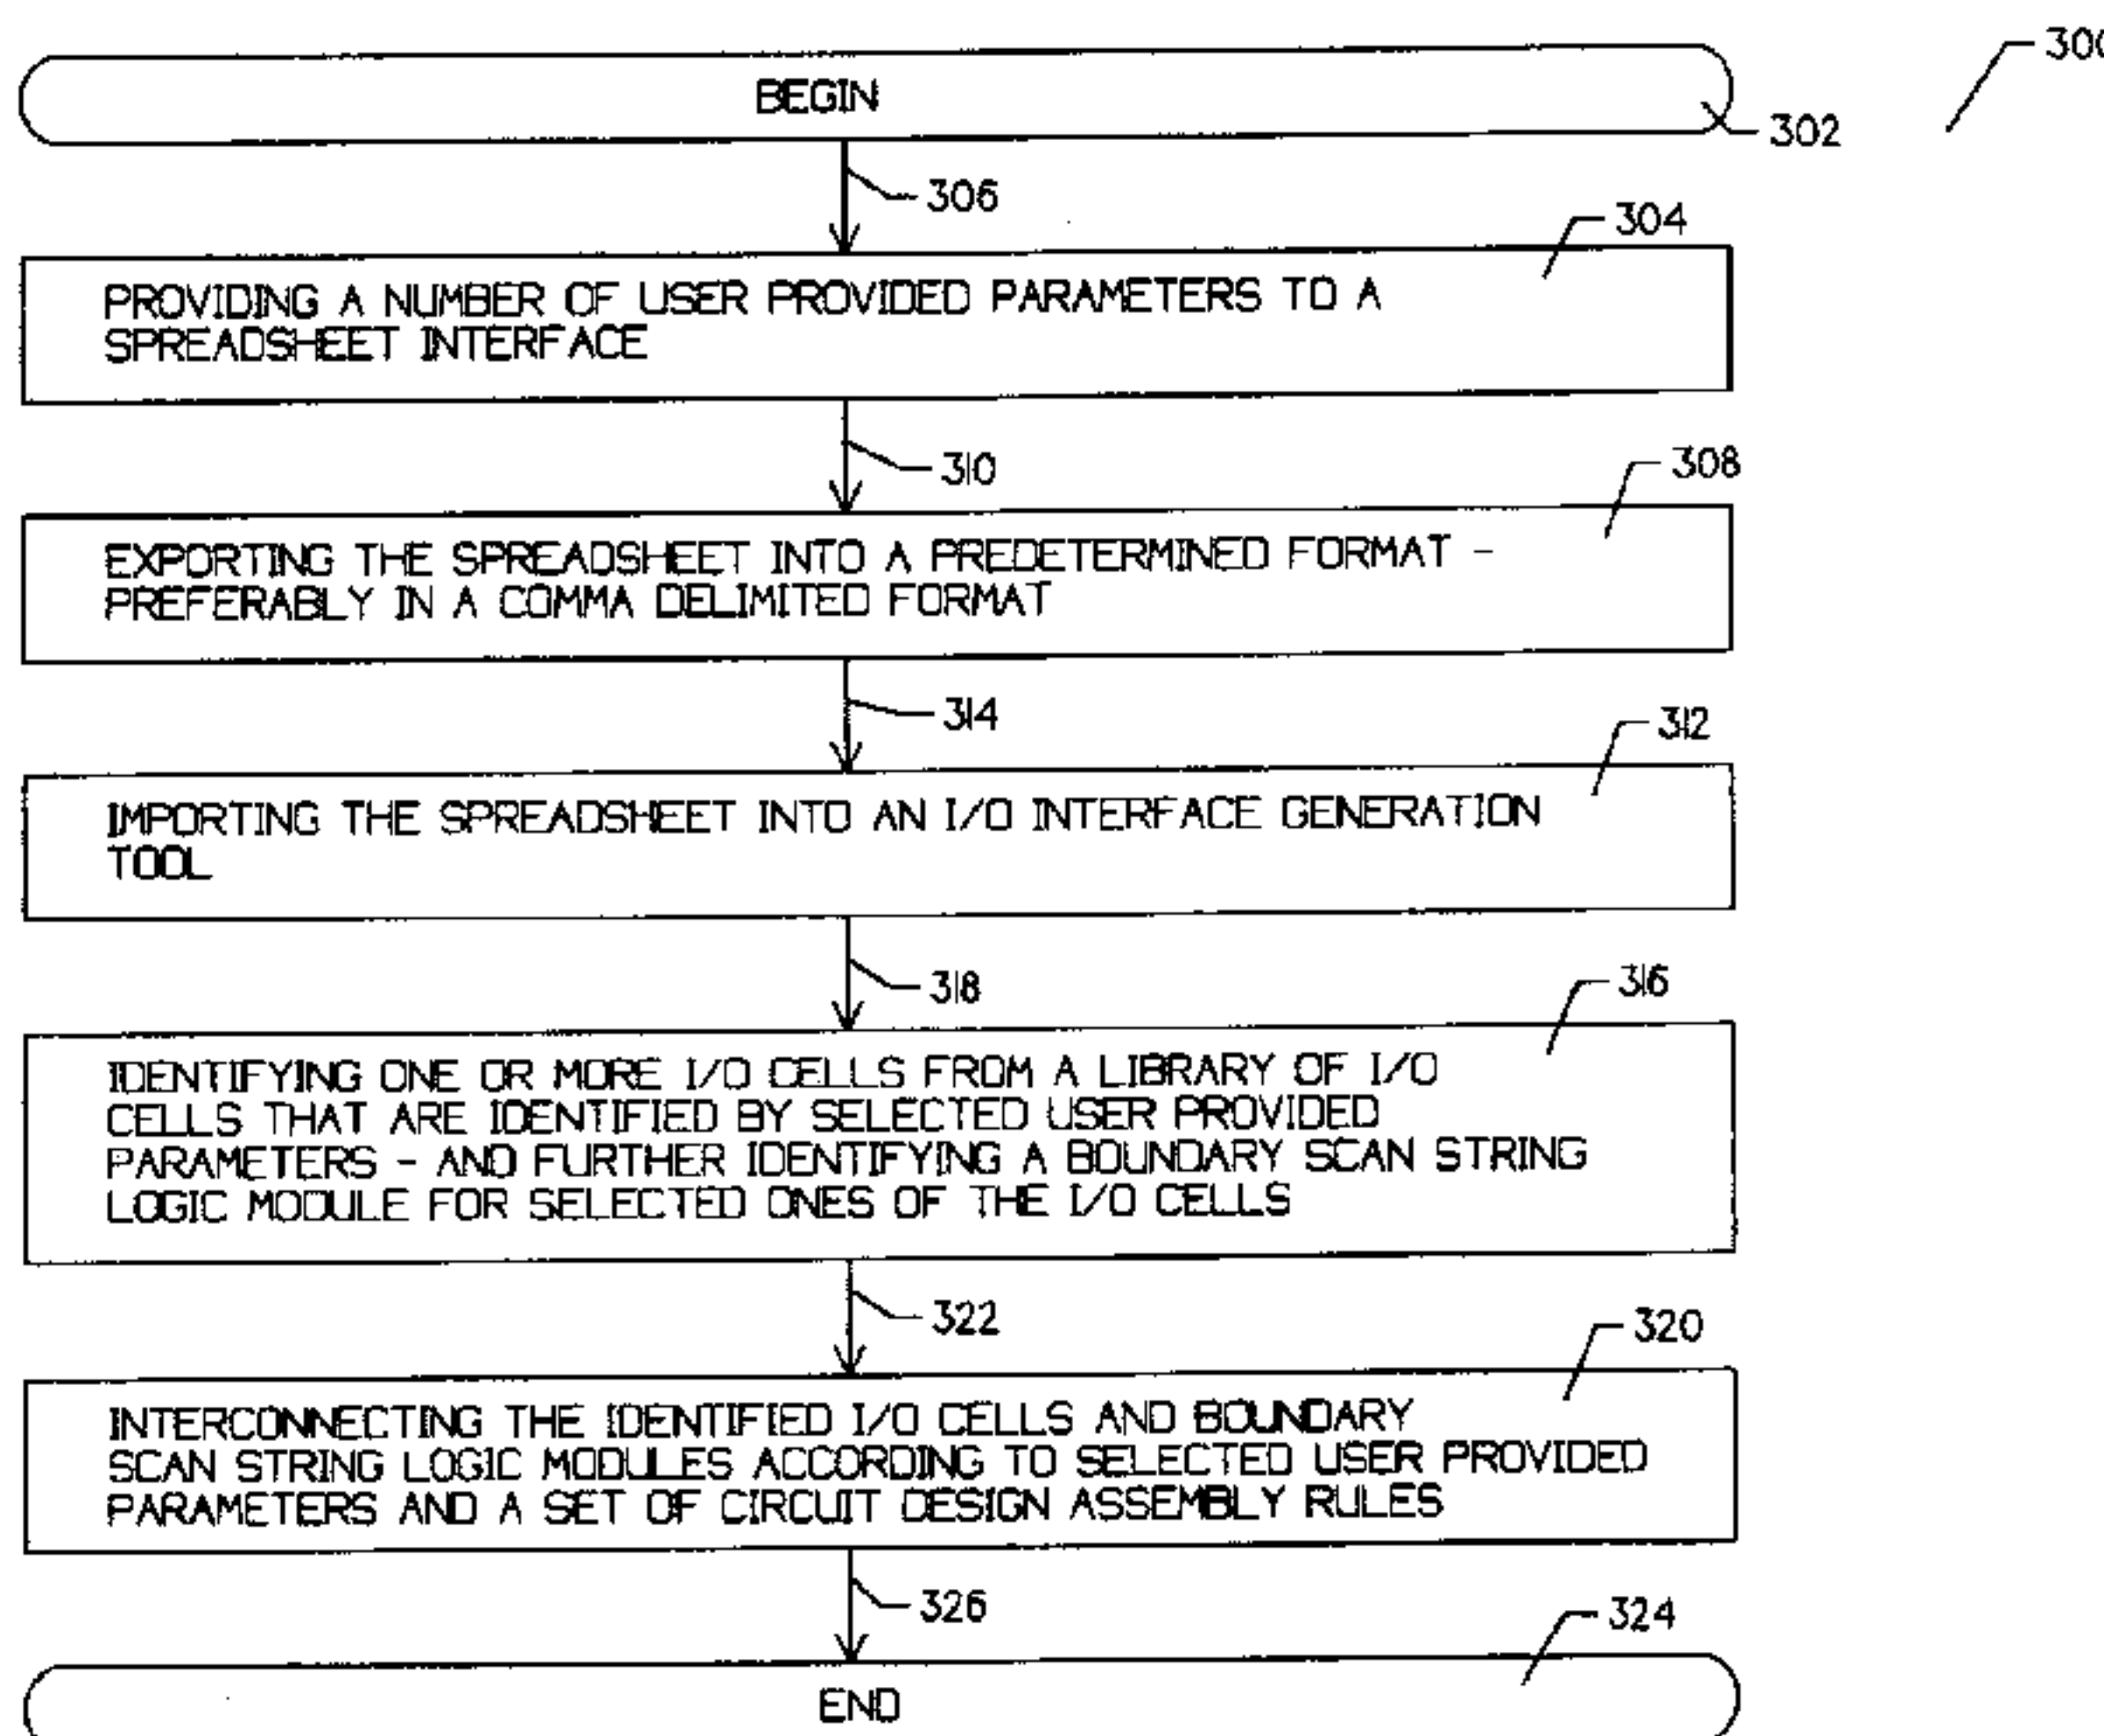 300
BEGIN
302
306
304
PROVIDING A NUMBER OF USER PROVIDED PARAMETERS TO A
SPREADSHEET INTERFACE
310
308
EXPORTING THE SPREADSHEET INTO A PREDETERMINED FORMAT -
PREFERABLY IN A COMMA DELIMITED FORMAT
314
312
IMPORTING THE SPREADSHEET INTO AN I/O INTERFACE GENERATION
TOOL
318
316
IDENTIFYING ONE OR MORE I/O CELLS FROM A LIBRARY OF I/O
CELLS THAT ARE IDENTIFIED BY SELECTED USER PROVIDED
PARAMETERS - AND FURTHER IDENTIFYING A BOUNDARY SCAN STRING
LOGIC MODULE FOR SELECTED ONES OF THE I/O CELLS
322
320
INTERCONNECTING THE IDENTIFIED I/O CELLS AND BOUNDARY
SCAN STRING LOGIC MODULES ACCORDING TO SELECTED USER PROVIDED
PARAMETERS AND A SET OF CIRCUIT DESIGN ASSEMBLY RULES
326
324
END